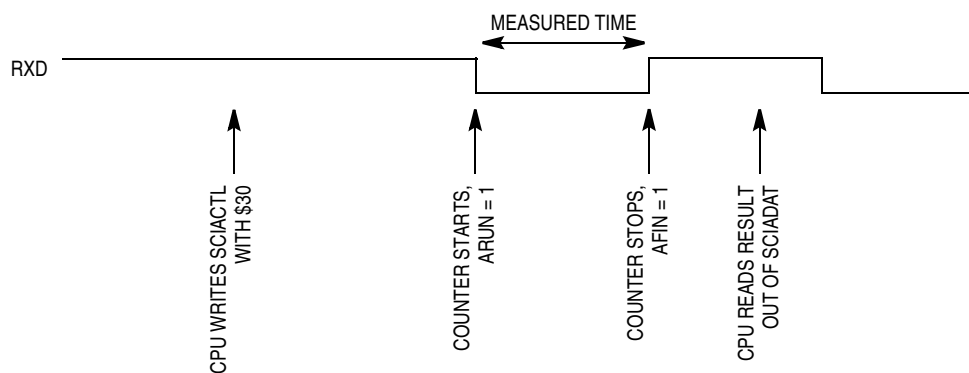 MEASURED TIME
RXD
CPU WRITES SCIACTL
WITH $30
COUNTER STARTS,
ARUN = 1
COUNTER STOPS,
AFIN = 1
CPU READS RESULT
OUT OF SCIADAT